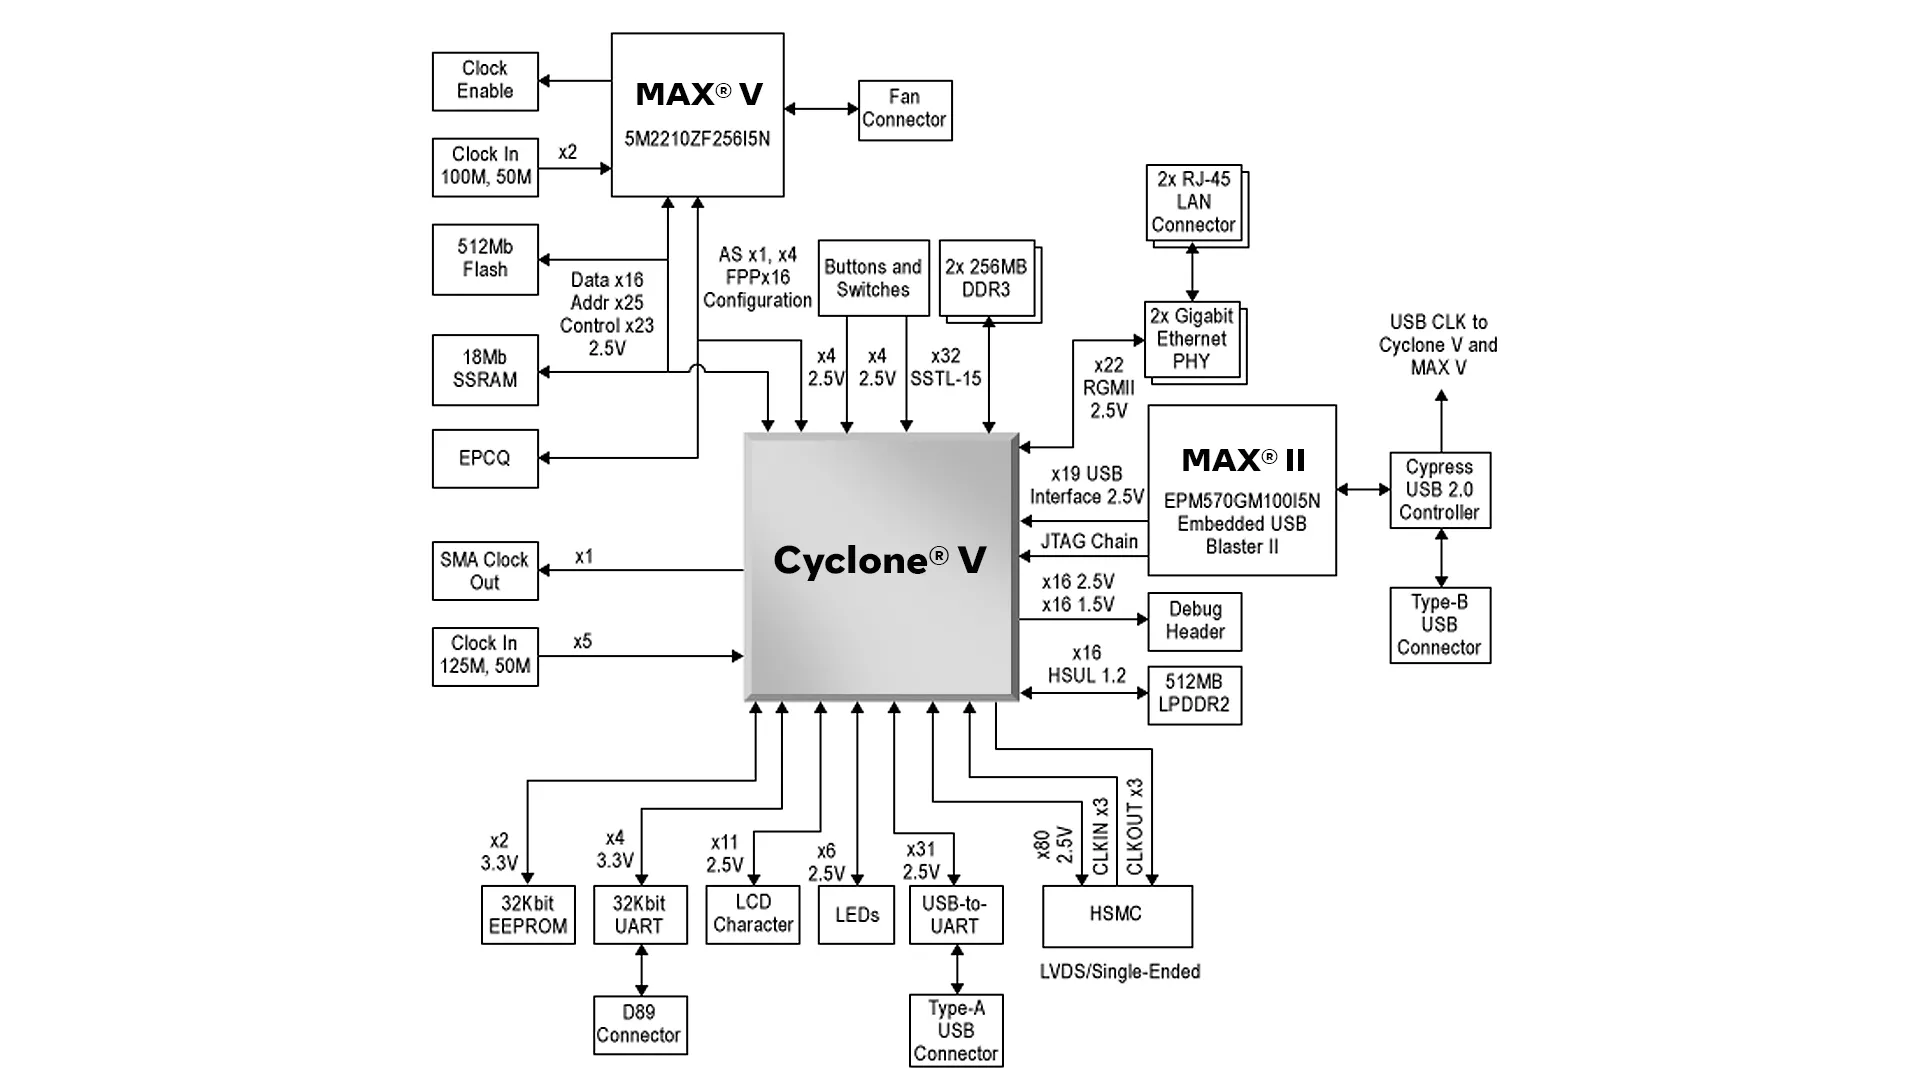 Clock
Enable
MAX® V
5M2210ZF256I5N
Fan
Connector
Clock In
100M, 50M
x2
2x RJ-45
LAN
Connector
512Mb
Flash
Data x16
Addr x25
Control x23
2.5V
AS x1, x4
FPPx16
Configuration
Buttons and
Switches
2x 256MB
DDR3
2x Gigabit
Ethernet
PHY
USB CLK to
Cyclone V and
MAX V
18Mb
SSRAM
x4
2.5V
x4
2.5V
x32
SSTL-15
x22
RGMII
2.5V
EPCQ
MAX® II
EPM570GM100I5N
Embedded USB
Blaster II
x19 USB
Interface 2.5V
JTAG Chain
Cypress
USB 2.0
Controller
Cyclone® V
SMA Clock
Out
x1
x16 2.5V
x16 1.5V
Debug
Header
Type-B
USB
Connector
Clock In
125M, 50M
x5
x16
HSUL 1.2
512MB
LPDDR2
x2
3.3V
x4
3.3V
x11
2.5V
x6
2.5V
x31
2.5V
x80
2.5V
CLKIN x3
CLKOUT x3
32Kbit
EEPROM
32Kbit
UART
LCD
Character
LEDs
USB-to-
UART
HSMC
LVDS/Single-Ended
D89
Connector
Type-A
USB
Connector